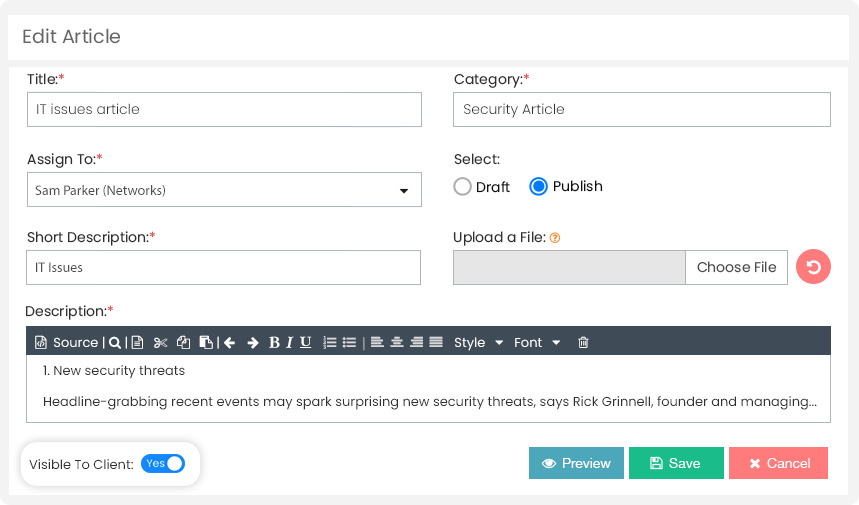 Edit Article
Title:* Category:*
IT issues article Security Article
Assign To:* Select:
Sam Parker (Networks) Draft Publish
Short Description:* Upload a File: ?
IT Issues Choose File
Description:*
Source B I U Style Font
1. New security threats
Headline-grabbing recent events may spark surprising new security threats, says Rick Grinnell, founder and managing...
Visible To Client: Yes Preview Save Cancel